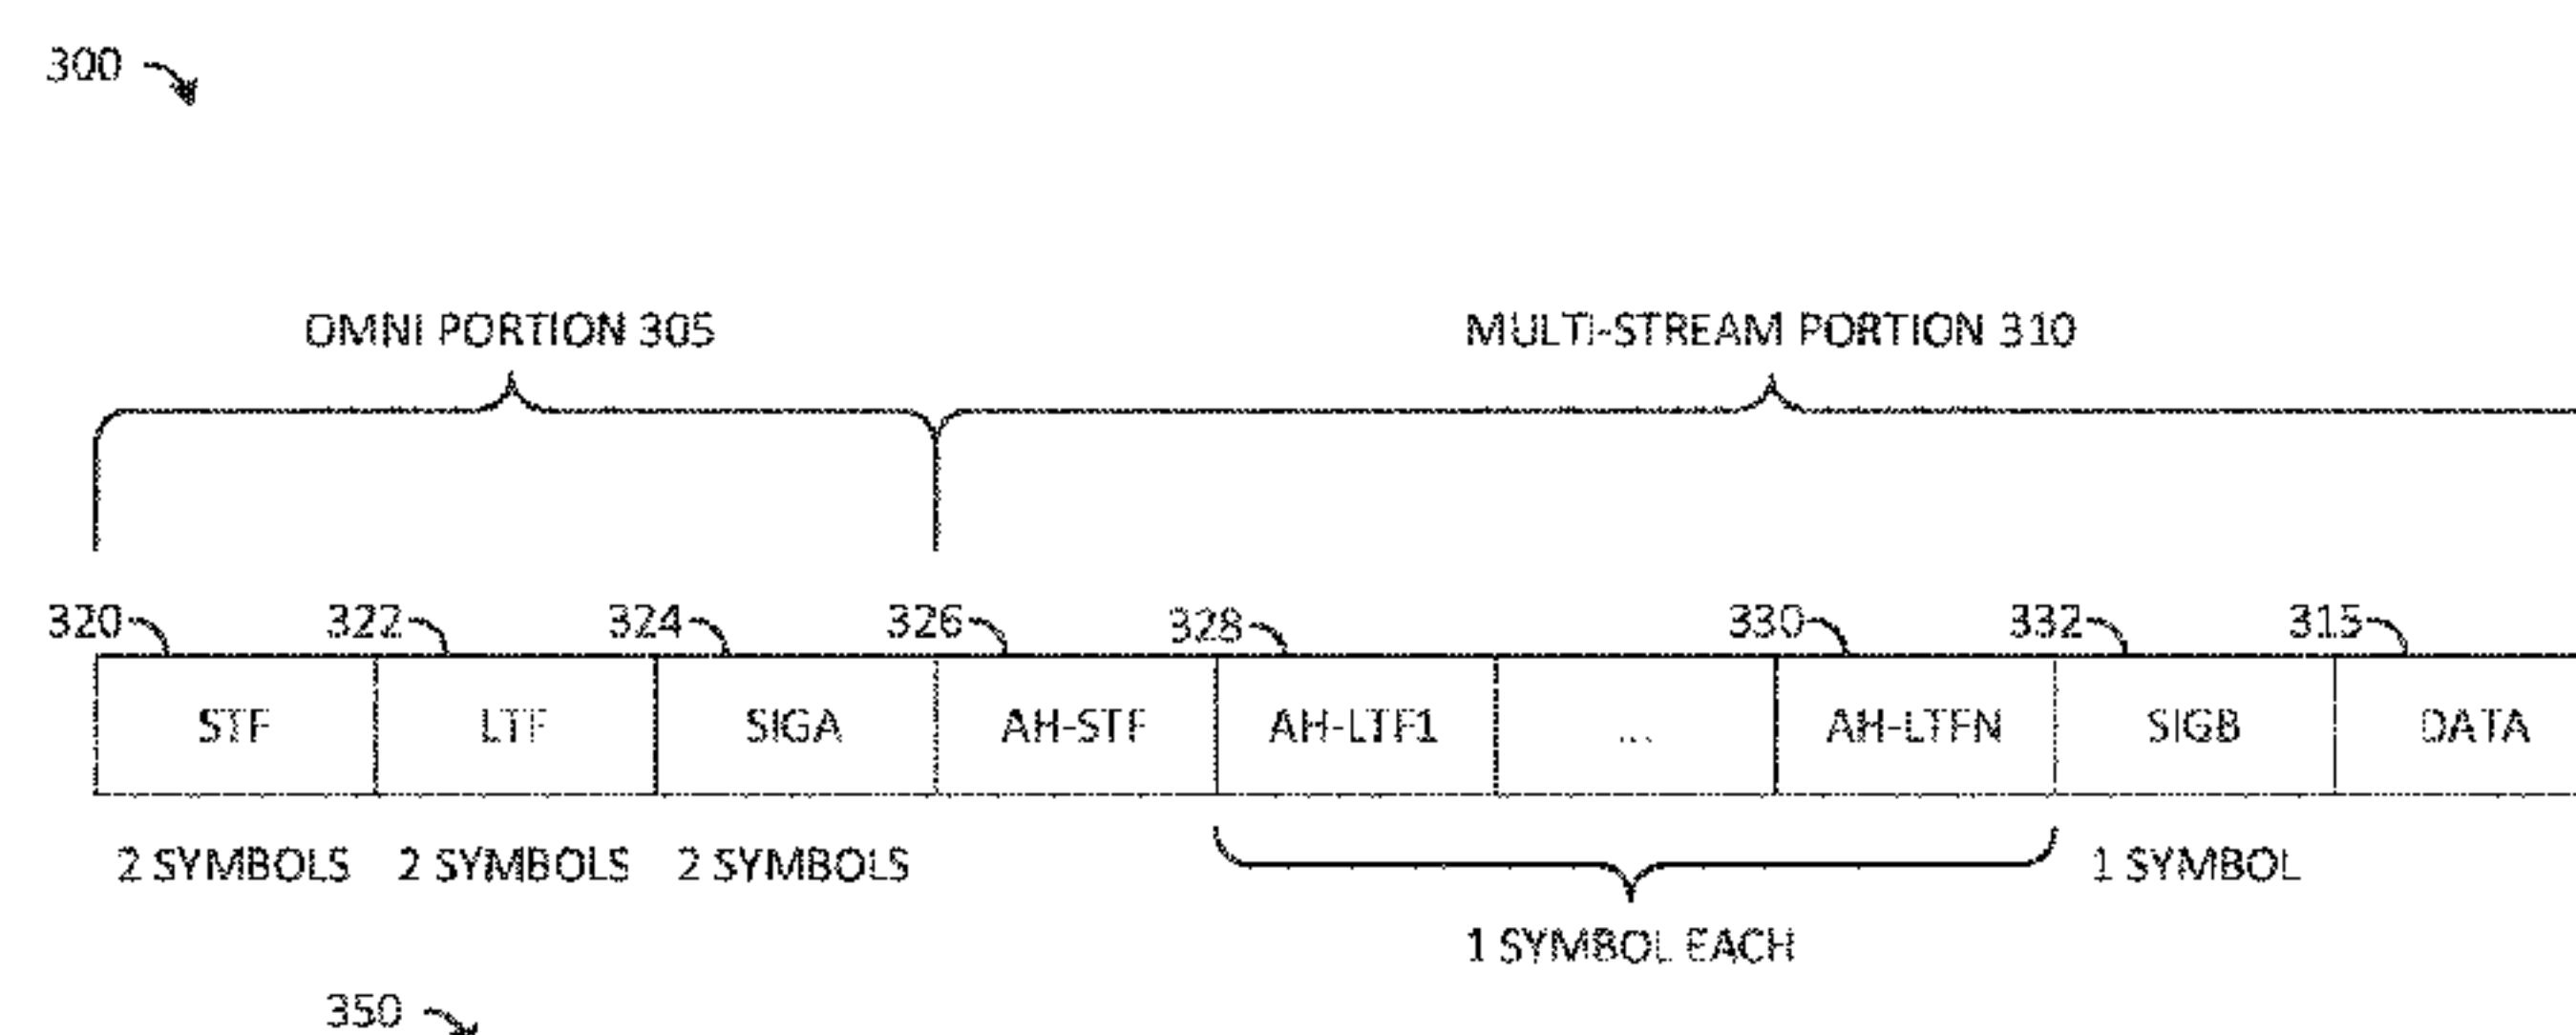 300
OMNI PORTION 305 MULTI-STREAM PORTION 310
320 322 324 326 328 330 332 315
STF LTF SIGA AH-STF AH-LTF1 ... AH-LTFN SIGB DATA
2 SYMBOLS 2 SYMBOLS 2 SYMBOLS 1 SYMBOL
1 SYMBOL EACH
350